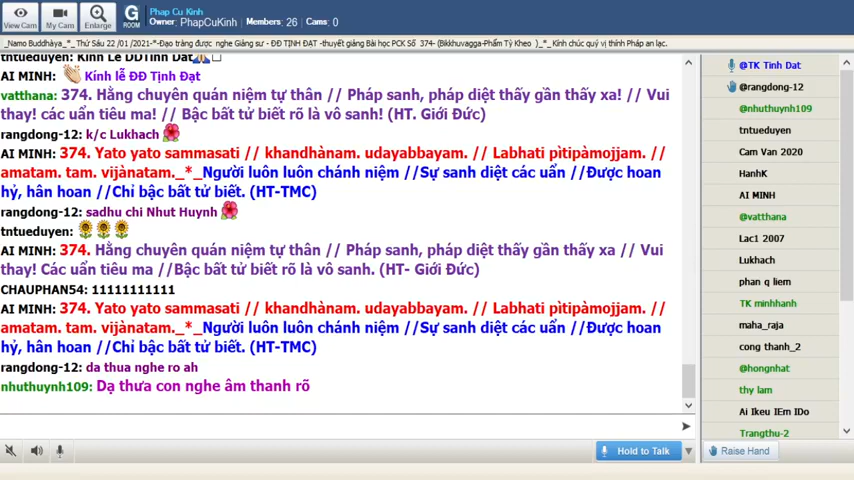 View Cam
My Cam
Enlarge
G
ROOM
Phap Cu Kinh
Owner: PhapCuKinh Members: 26 Cams: 0
_Namo Buddhàya_*_ Thứ Sáu 22 /01 /2021-*-Đạo tràng được nghe Giảng sư - ĐĐ TỊNH ĐẠT -thuyết giảng Bài học PCK Số 374- (Bikkhuvagga-Phẩm Tỳ Kheo )_*_ Kính chúc quý vị thính Pháp an lạc.
tntueduyen: Kính Lễ ĐĐTịnh Đạt
AI MINH: Kính lễ ĐĐ Tịnh Đạt
vatthana: 374. Hằng chuyên quán niệm tự thân // Pháp sanh, pháp diệt thấy gần thấy xa! // Vui
thay! các uẩn tiêu ma! // Bậc bất tử biết rõ là vô sanh! (HT. Giới Đức)
rangdong-12: k/c Lukhach
AI MINH: 374. Yato yato sammasati // khandhànam. udayabbayam. // Labhati pìtipàmojjam. //
amatam. tam. vijànatam._*_Người luôn luôn chánh niệm //Sự sanh diệt các uẩn //Được hoan
hỷ, hân hoan //Chỉ bậc bất tử biết. (HT-TMC)
rangdong-12: sadhu chi Nhut Huynh
tntueduyen:
AI MINH: 374. Hằng chuyên quán niệm tự thân // Pháp sanh, pháp diệt thấy gần thấy xa // Vui
thay! Các uẩn tiêu ma //Bậc bất tử biết rõ là vô sanh. (HT- Giới Đức)
CHAUPHAN54: 11111111111
AI MINH: 374. Yato yato sammasati // khandhànam. udayabbayam. // Labhati pìtipàmojjam. //
amatam. tam. vijànatam._*_Người luôn luôn chánh niệm //Sự sanh diệt các uẩn //Được hoan
hỷ, hân hoan //Chỉ bậc bất tử biết. (HT-TMC)
rangdong-12: da thua nghe ro ah
nhuthuynh109: Dạ thưa con nghe âm thanh rõ
@TK Tinh Dat
@rangdong-12
@nhuthuynh109
tntueduyen
Cam Van 2020
HanhK
AI MINH
@vatthana
Lac1 2007
Lukhach
phan q liem
TK minhhanh
maha_raja
cong thanh_2
@hongnhat
thy lam
Ai Ikeu IEm IDo
Trangthu-2
Hold to Talk
Raise Hand